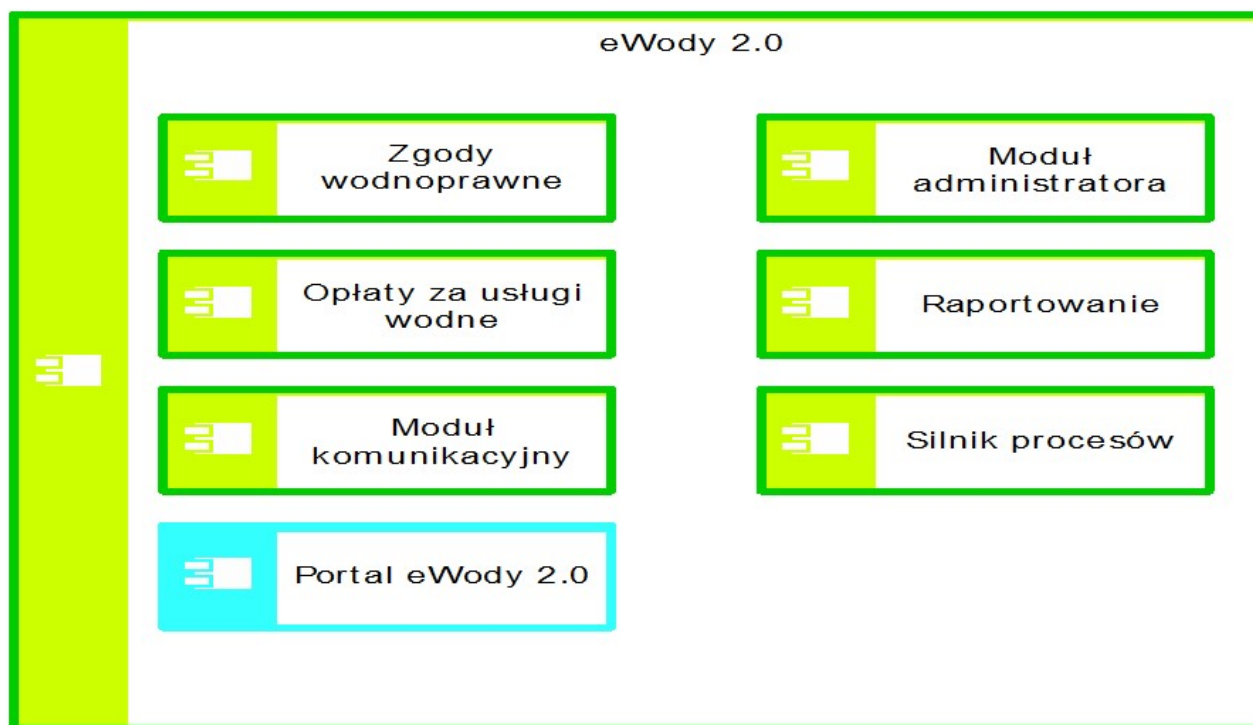 eWody 2.0
Zgody
wodnoprawne
Moduł
administratora
Opłaty za usługi
wodne
Raportowanie
Moduł
komunikacyjny
Silnik procesów
Portal eWody 2.0